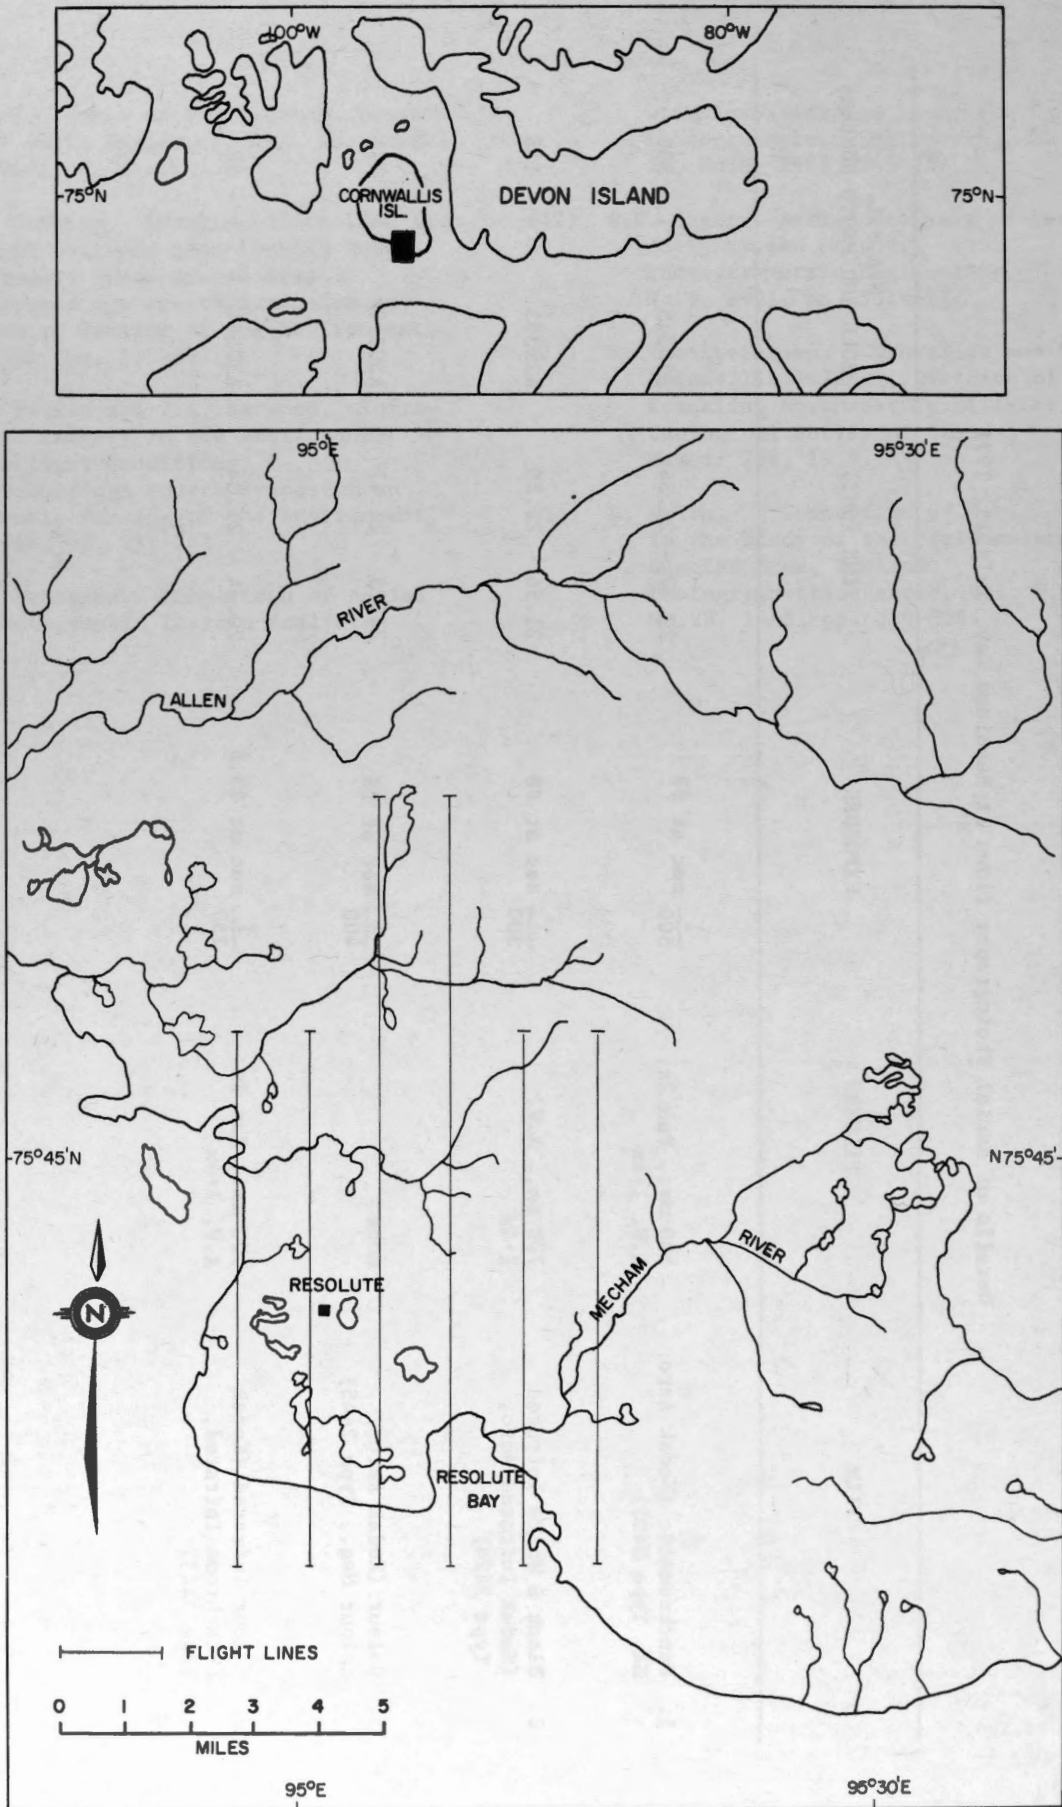 100°W
80°W
75°N
75°N
CORNWALLIS
ISL.
DEVON ISLAND
95°E
95°30'E
RIVER
ALLEN
75°45'N
N75°45'
RIVER
MECHAM
N
RESOLUTE
RESOLUTE
BAY
FLIGHT LINES
0 1 2 3 4 5
MILES
95°E
95°30'E